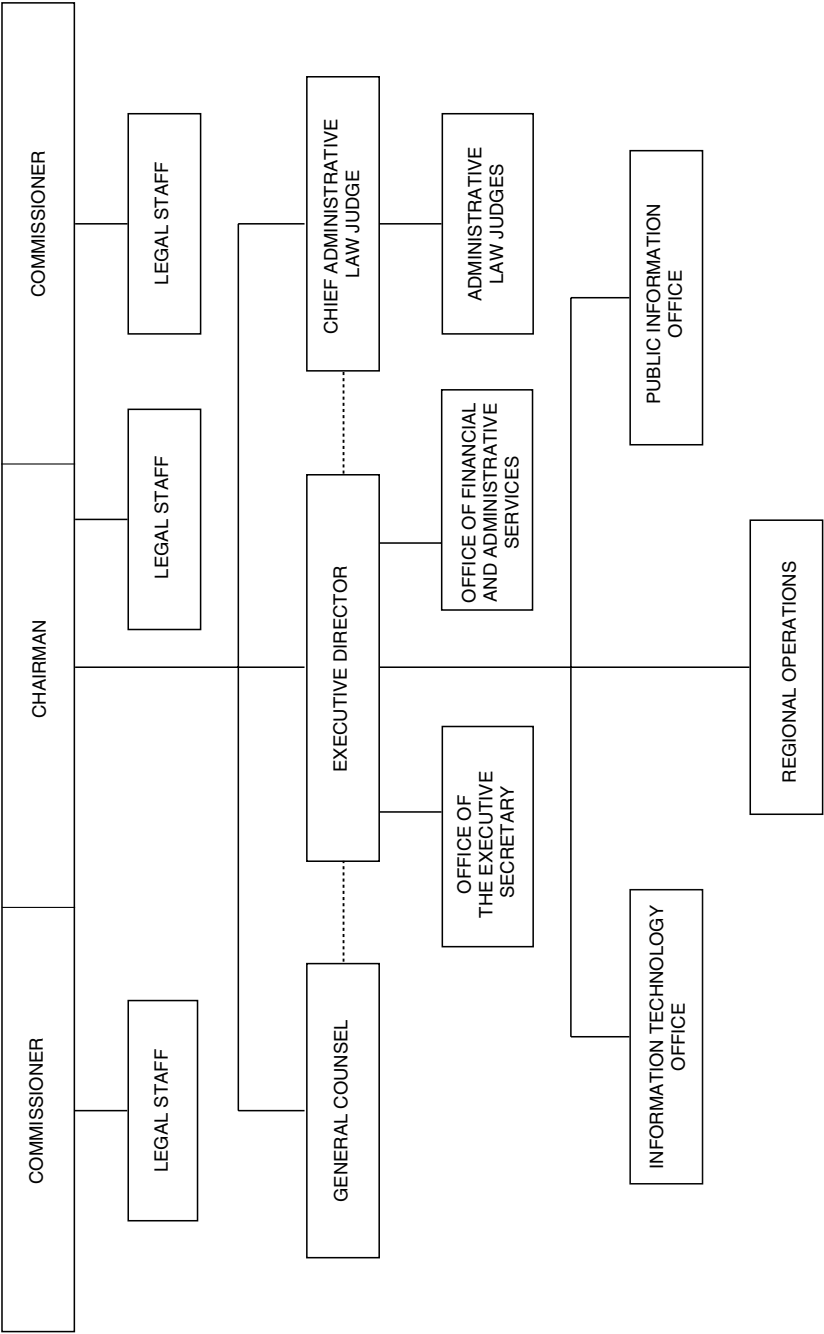 COMMISSIONER
CHAIRMAN
COMMISSIONER
LEGAL STAFF
LEGAL STAFF
LEGAL STAFF
GENERAL COUNSEL
EXECUTIVE DIRECTOR
CHIEF ADMINISTRATIVE
LAW JUDGE
OFFICE OF
THE EXECUTIVE
SECRETARY
OFFICE OF FINANCIAL
AND ADMINISTRATIVE
SERVICES
ADMINISTRATIVE
LAW JUDGES
INFORMATION TECHNOLOGY
OFFICE
PUBLIC INFORMATION
OFFICE
REGIONAL OPERATIONS